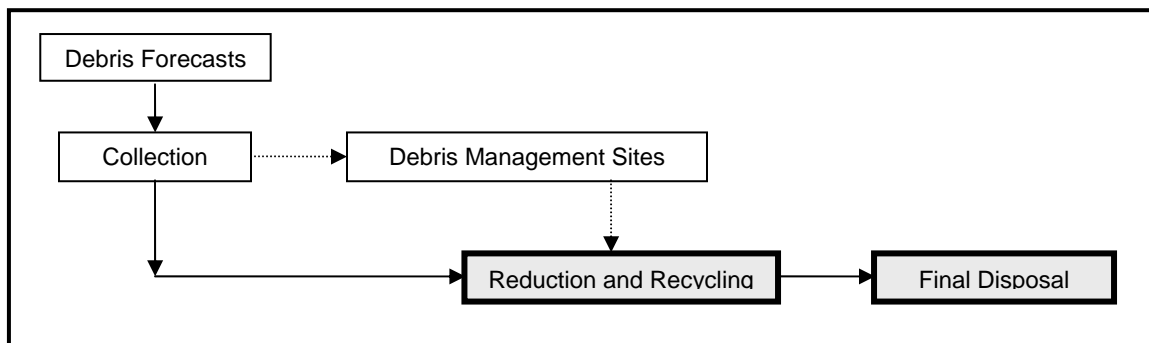 Debris Forecasts
Collection
Debris Management Sites
Reduction and Recycling
Final Disposal